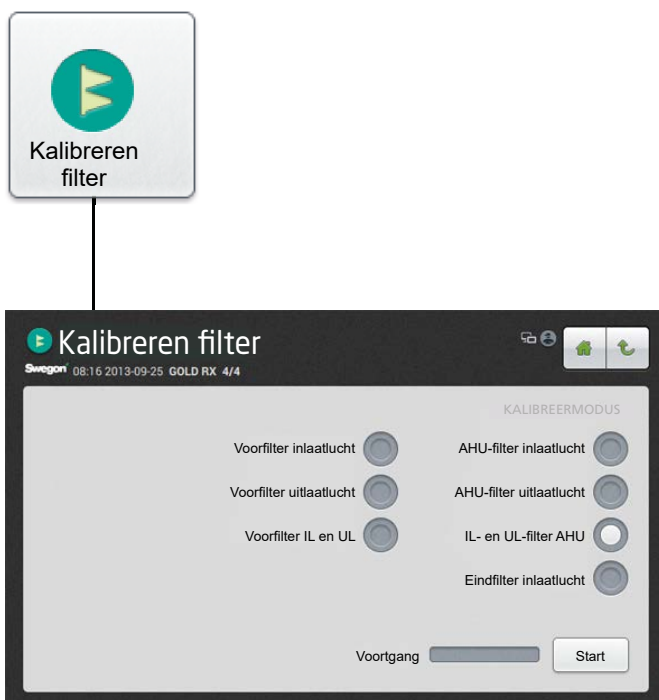 Kalibreren
filter
Kalibreren filter
Swegon 08:16 2013-09-25 GOLD RX 4/4
KALIBREERMODUS
Voorfilter inlaatlucht AHU-filter inlaatlucht
Voorfilter uitlaatlucht AHU-filter uitlaatlucht
Voorfilter IL en UL IL- en UL-filter AHU
Eindfilter inlaatlucht
Voortgang Start